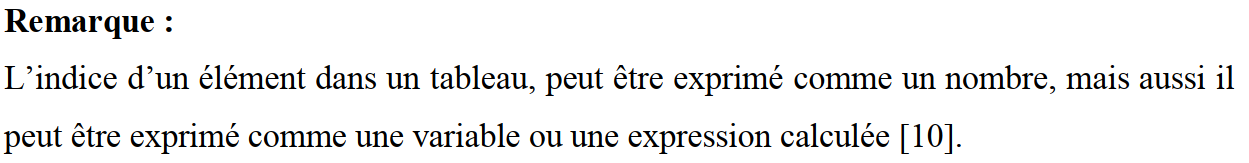 Remarque :
L’indice d’un élément dans un tableau, peut être exprimé comme un nombre, mais aussi il
peut être exprimé comme une variable ou une expression calculée [10].